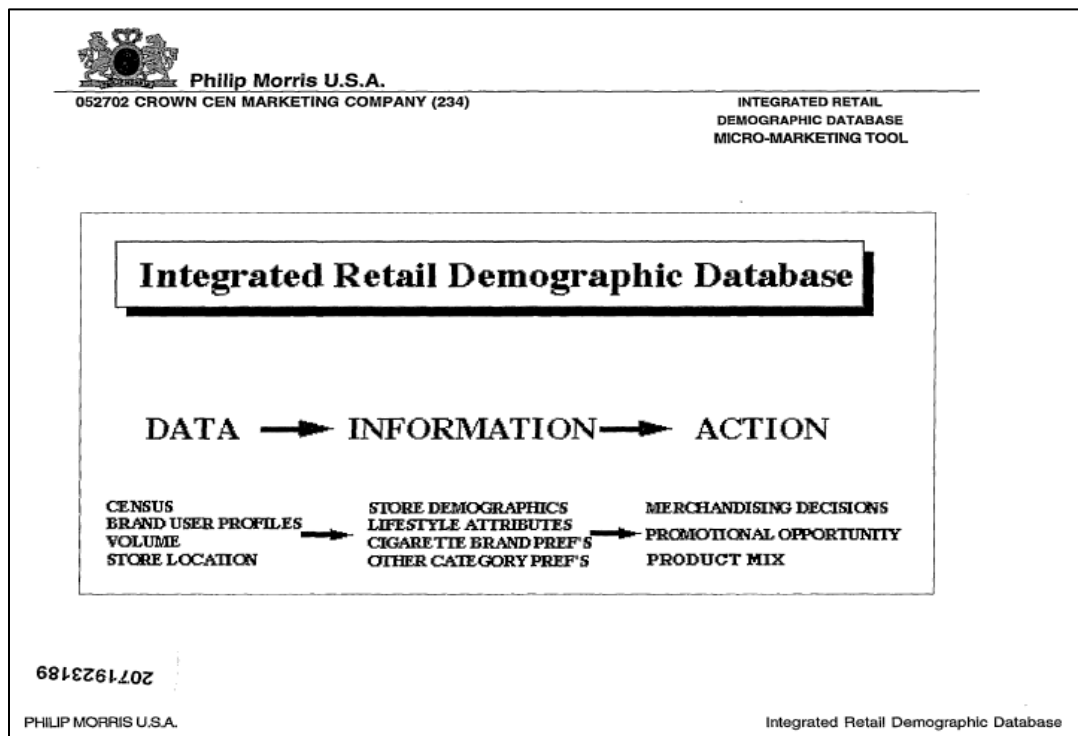 Philip Morris U.S.A.
052702 CROWN CEN MARKETING COMPANY (234)
INTEGRATED RETAIL
DEMOGRAPHIC DATABASE
MICRO-MARKETING TOOL
Integrated Retail Demographic Database
DATA INFORMATION ACTION
CENSUS
BRAND USER PROFILES
VOLUME
STORE LOCATION
STORE DEMOGRAPHICS
LIFESTYLE ATTRIBUTES
CIGARETTE BRAND PREF'S
OTHER CATEGORY PREF'S
MERCHANDISING DECISIONS
PROMOTIONAL OPPORTUNITY
PRODUCT MIX
2071923189
PHILIP MORRIS U.S.A.
Integrated Retail Demographic Database